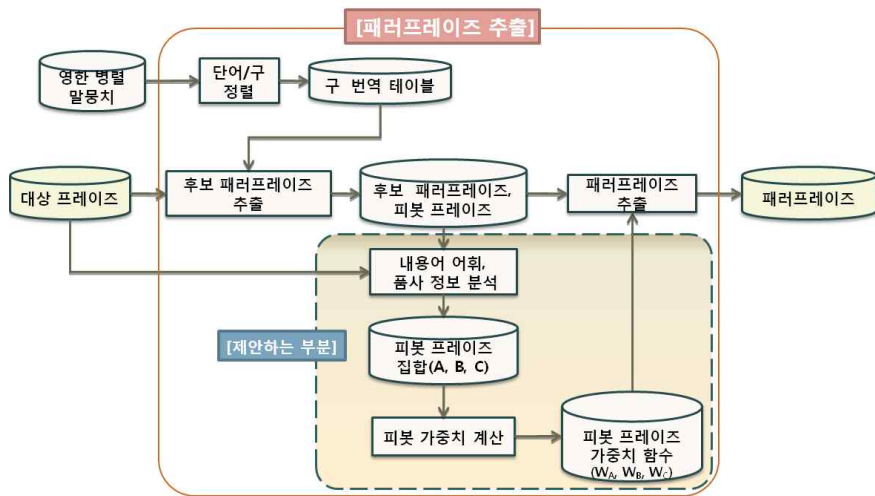 [패러프레이즈 추출]
영한 병렬
말뭉치
단어/구
정렬
구 번역 테이블
대상 프레이즈
후보 패러프레이즈
추출
후보 패러프레이즈,
피봇 프레이즈
패러프레이즈
추출
패러프레이즈
내용어 어휘,
품사 정보 분석
[제안하는 부분]
피봇 프레이즈
집합(A, B, C)
피봇 가중치 계산
피봇 프레이즈
가중치 함수
(WA, WB, WC)